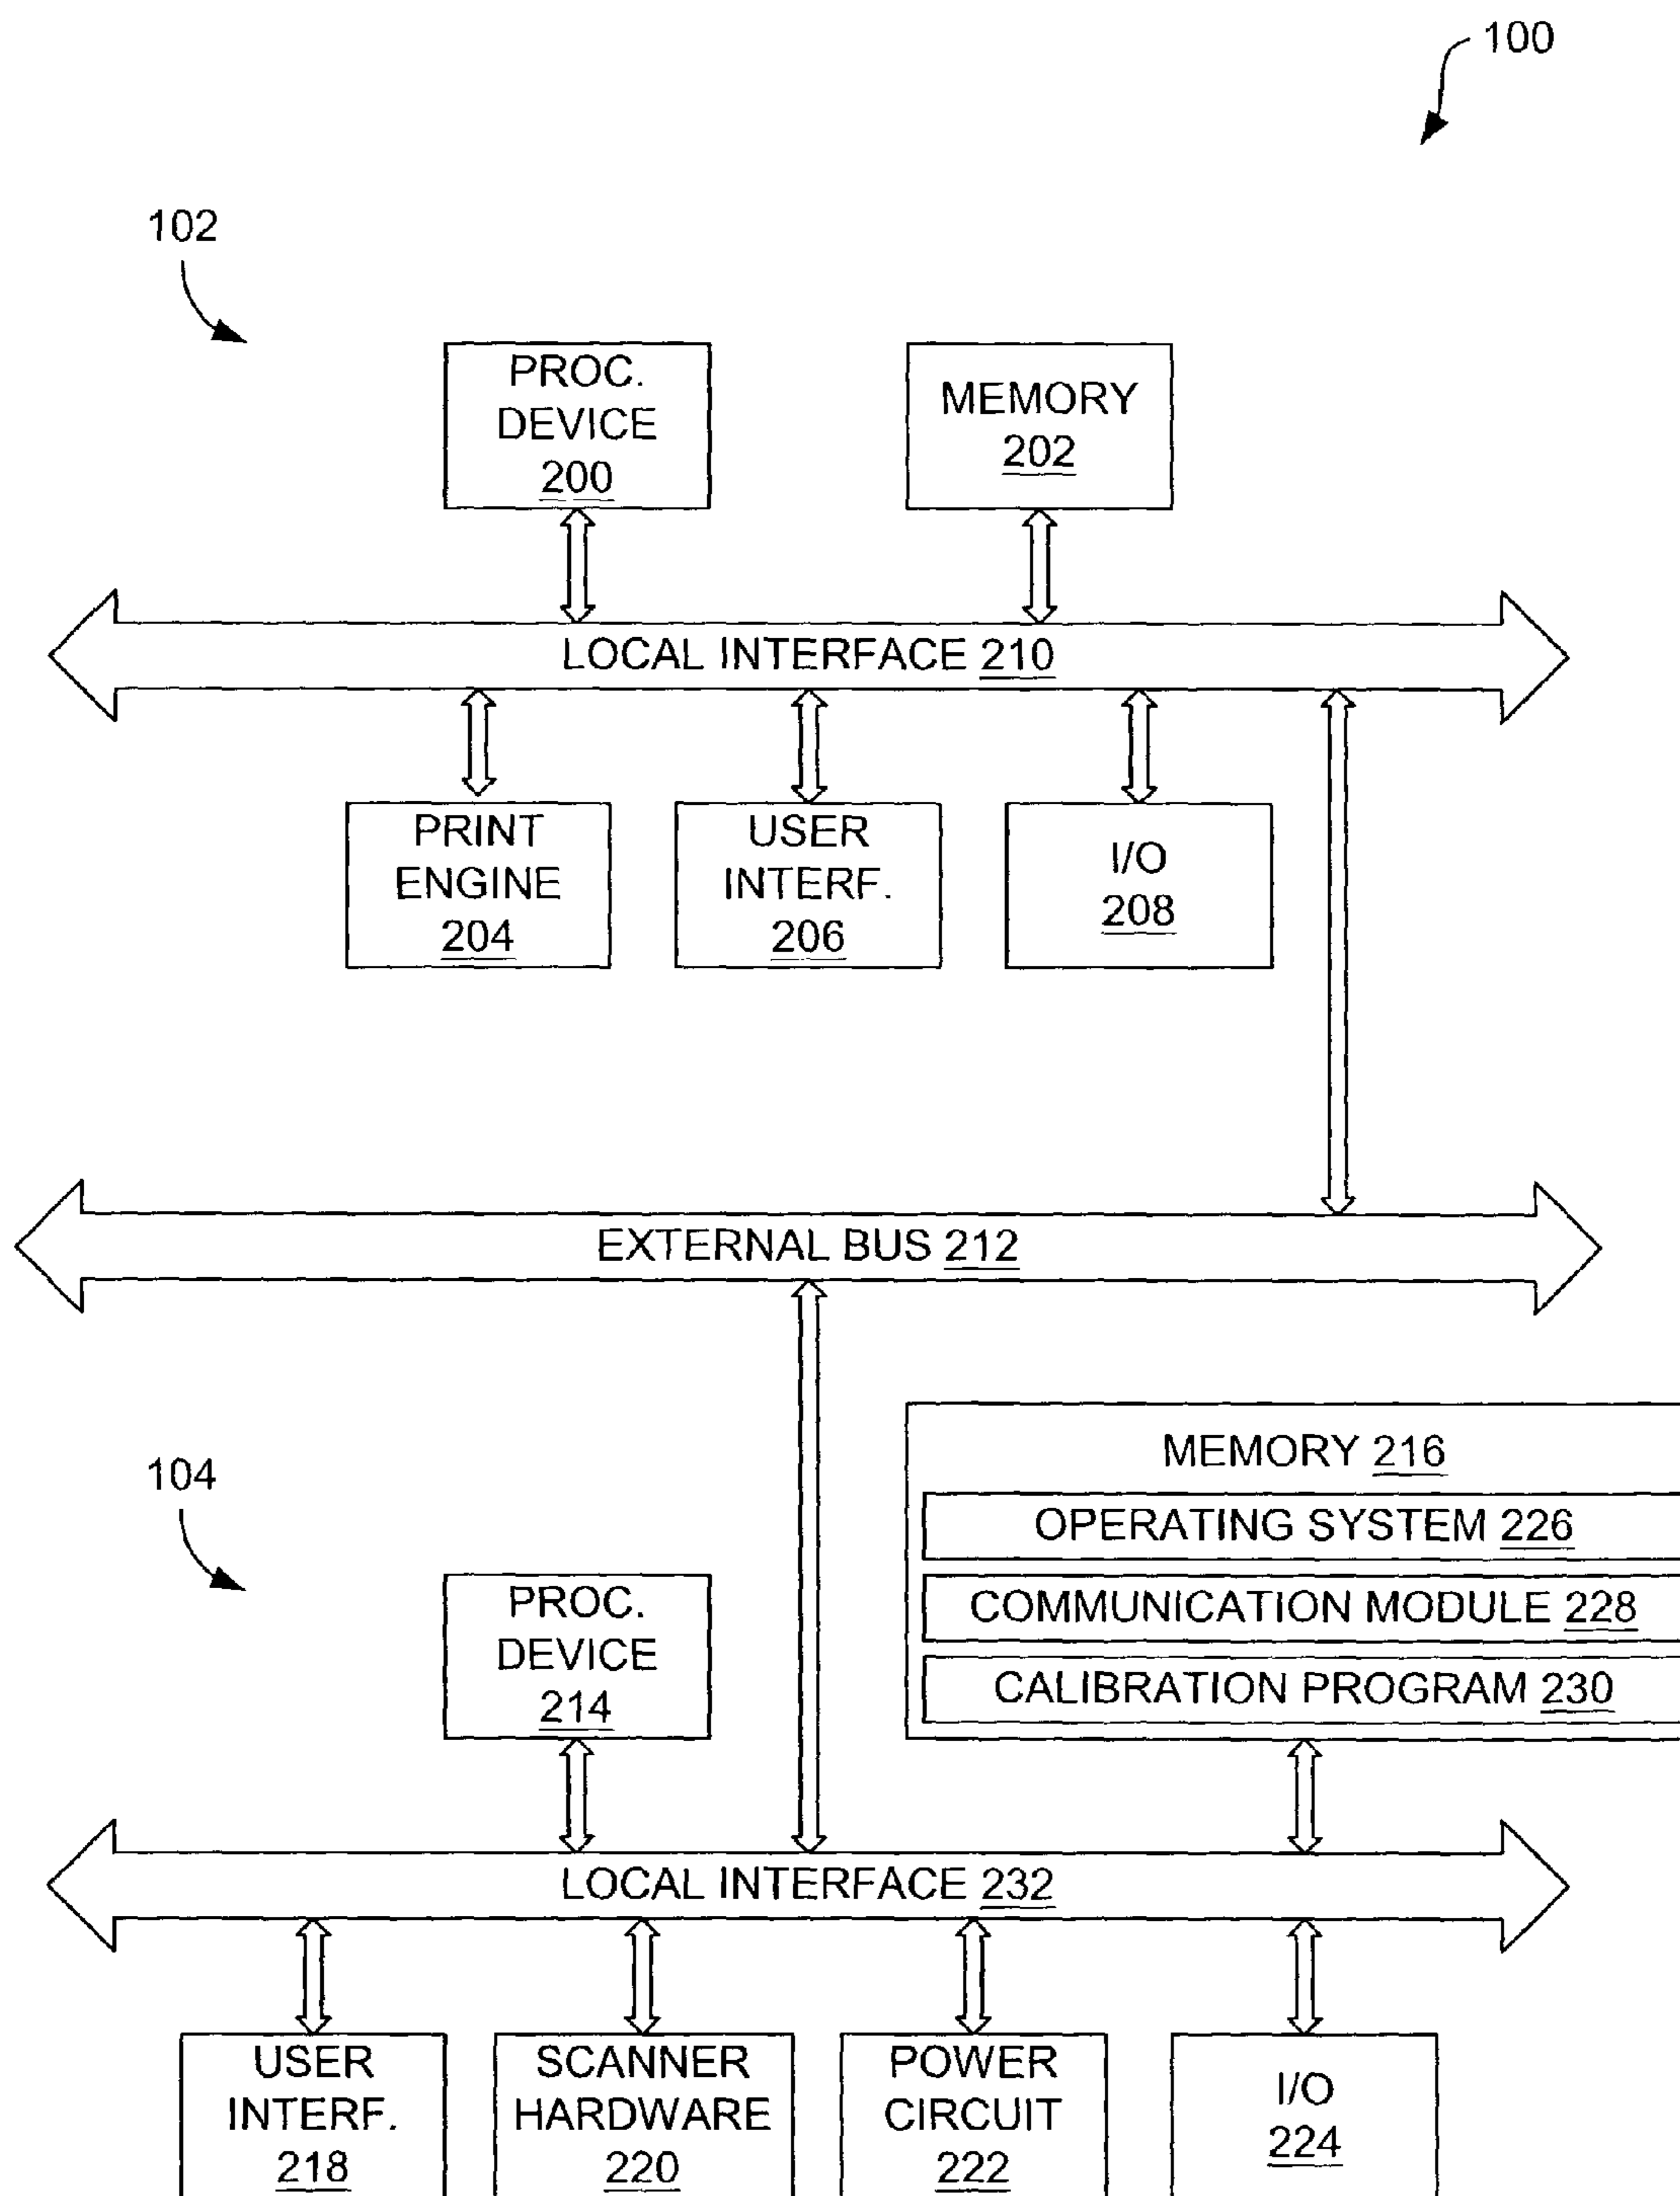 100
102
PROC.
DEVICE
200
MEMORY
202
LOCAL INTERFACE 210
PRINT
ENGINE
204
USER
INTERF.
206
I/O
208
EXTERNAL BUS 212
104
MEMORY 216
OPERATING SYSTEM 226
COMMUNICATION MODULE 228
CALIBRATION PROGRAM 230
PROC.
DEVICE
214
LOCAL INTERFACE 232
USER
INTERF.
218
SCANNER
HARDWARE
220
POWER
CIRCUIT
222
I/O
224